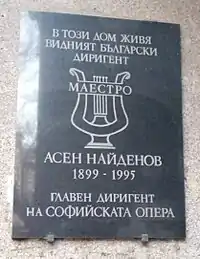 В ТОЗИ ДОМ ЖИВЯ
ВИДНИЯТ БЪЛГАРСКИ
ДИРИГЕНТ
МАЕСТРО
АСЕН НАЙДЕНОВ
1899 - 1995
ГЛАВЕН ДИРИГЕНТ
НА СОФИЙСКАТА ОПЕРА